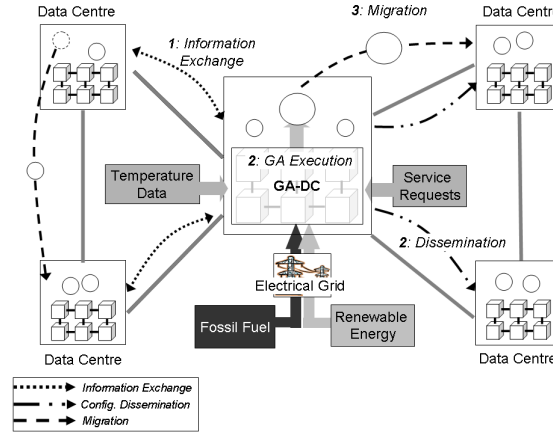 Data Centre
3: Migration
Data Centre
1: Information
Exchange
2: GA Execution
GA-DC
Temperature
Data
Service
Requests
2: Dissemination
Electrical Grid
Fossil Fuel
Renewable
Energy
Data Centre
Data Centre
Information Exchange
Config. Dissemination
Migration